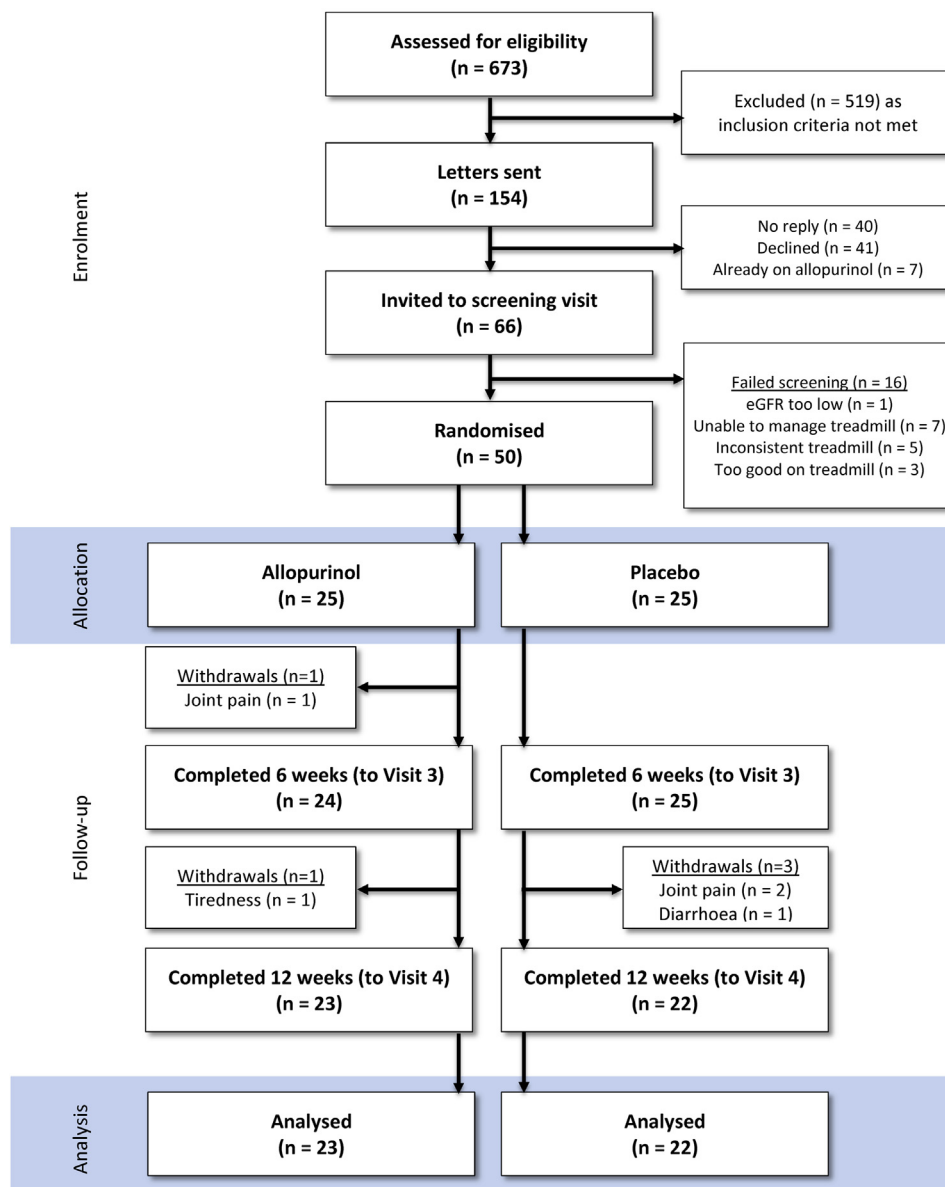 Assessed for eligibility
(n = 673)
Excluded (n = 519) as
inclusion criteria not met
Letters sent
(n = 154)
No reply (n = 40)
Declined (n = 41)
Already on allopurinol (n = 7)
Enrolment
Invited to screening visit
(n = 66)
Failed screening (n = 16)
eGFR too low (n = 1)
Unable to manage treadmill (n = 7)
Inconsistent treadmill (n = 5)
Too good on treadmill (n = 3)
Randomised
(n = 50)
Allocation
Allopurinol
(n = 25)
Placebo
(n = 25)
Follow-up
Withdrawals (n=1)
Joint pain (n = 1)
Completed 6 weeks (to Visit 3)
(n = 24)
Completed 6 weeks (to Visit 3)
(n = 25)
Withdrawals (n=1)
Tiredness (n = 1)
Withdrawals (n=3)
Joint pain (n = 2)
Diarrhoea (n = 1)
Completed 12 weeks (to Visit 4)
(n = 23)
Completed 12 weeks (to Visit 4)
(n = 22)
Analysis
Analysed
(n = 23)
Analysed
(n = 22)